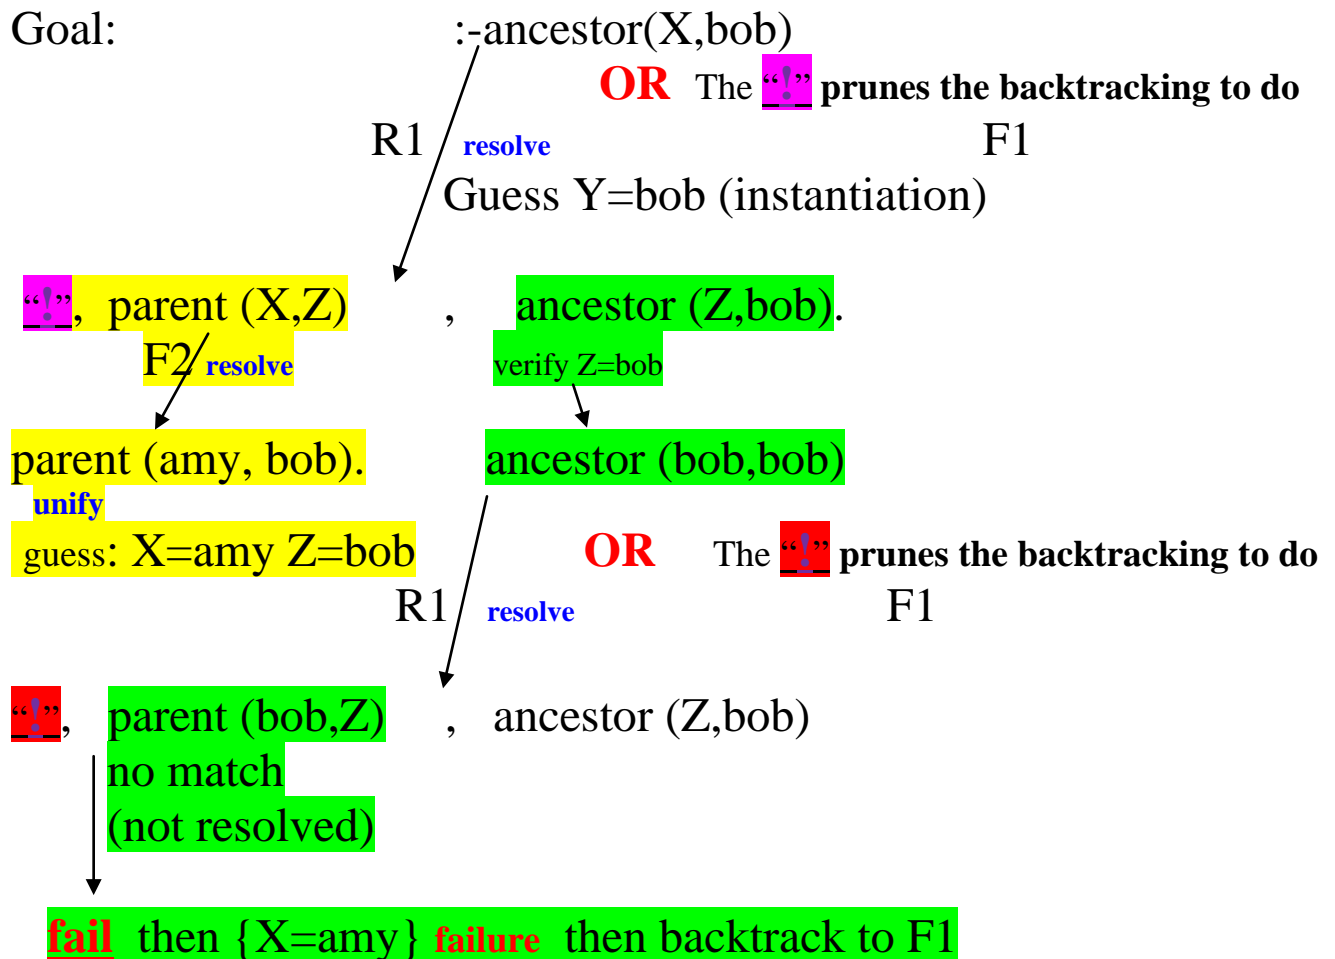 Goal: :-ancestor(X,bob)
OR The “!” prunes the backtracking to do
R1 resolve F1
Guess Y=bob (instantiation)
“!”, parent (X,Z) , ancestor (Z,bob).
F2 resolve verify Z=bob
parent (amy, bob). ancestor (bob,bob)
unify
guess: X=amy Z=bob OR The “!” prunes the backtracking to do
R1 resolve F1
“!”, parent (bob,Z) , ancestor (Z,bob)
no match
(not resolved)
fail then {X=amy} failure then backtrack to F1